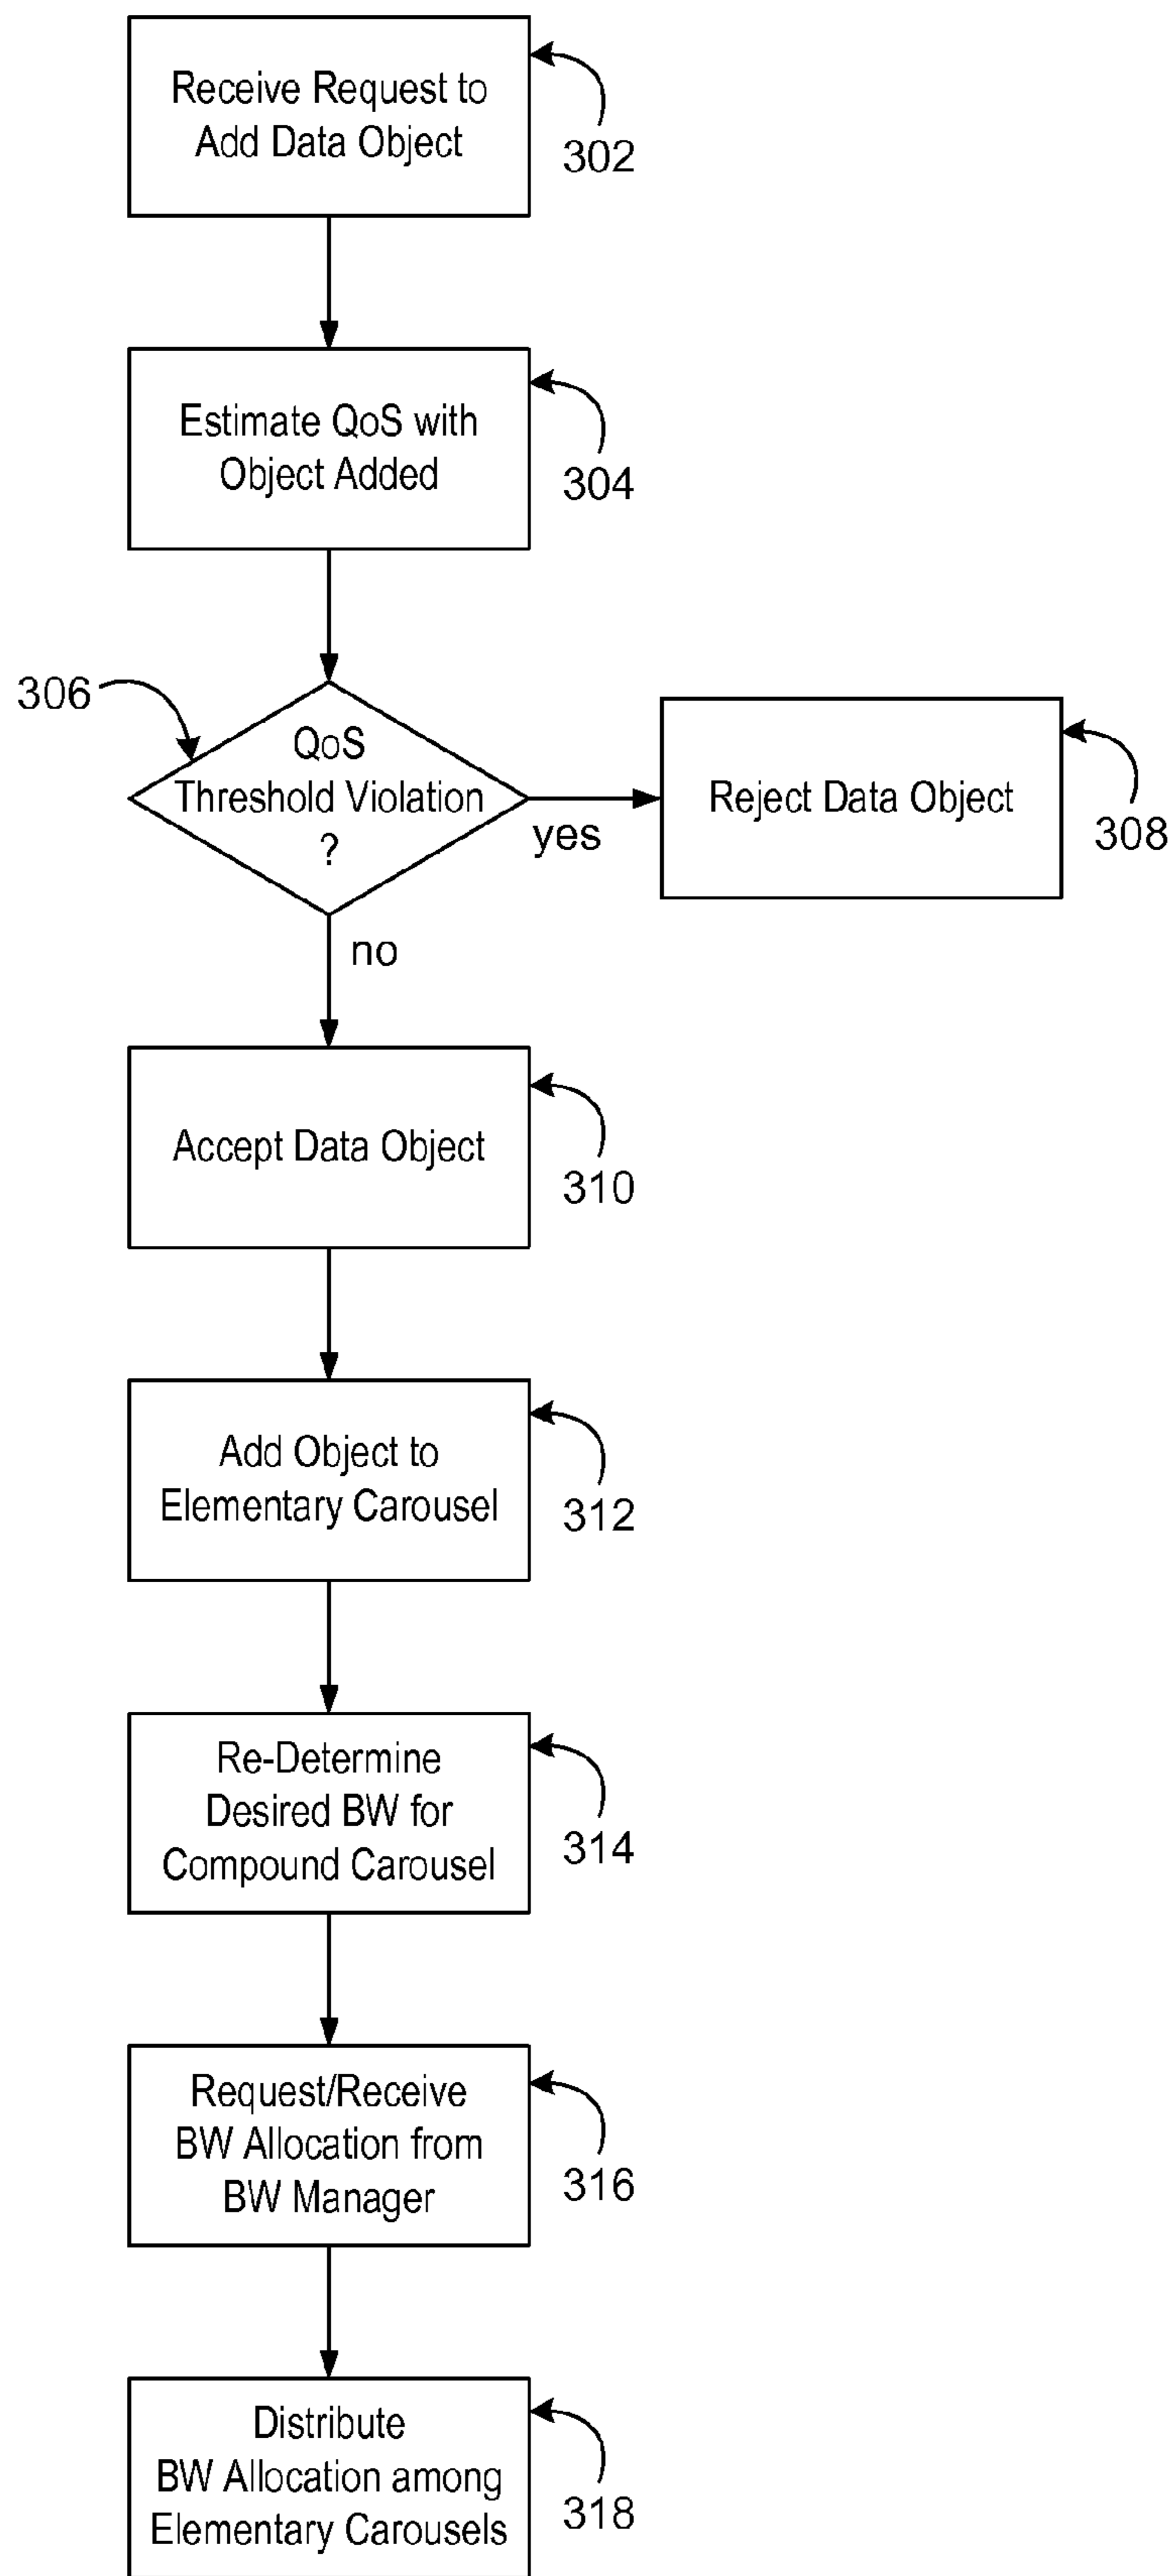 Receive Request to
Add Data Object
302
Estimate QoS with
Object Added
304
306
QoS
Threshold Violation
?
yes
Reject Data Object
308
no
Accept Data Object
310
Add Object to
Elementary Carousel
312
Re-Determine
Desired BW for
Compound Carousel
314
Request/Receive
BW Allocation from
BW Manager
316
Distribute
BW Allocation among
Elementary Carousels
318